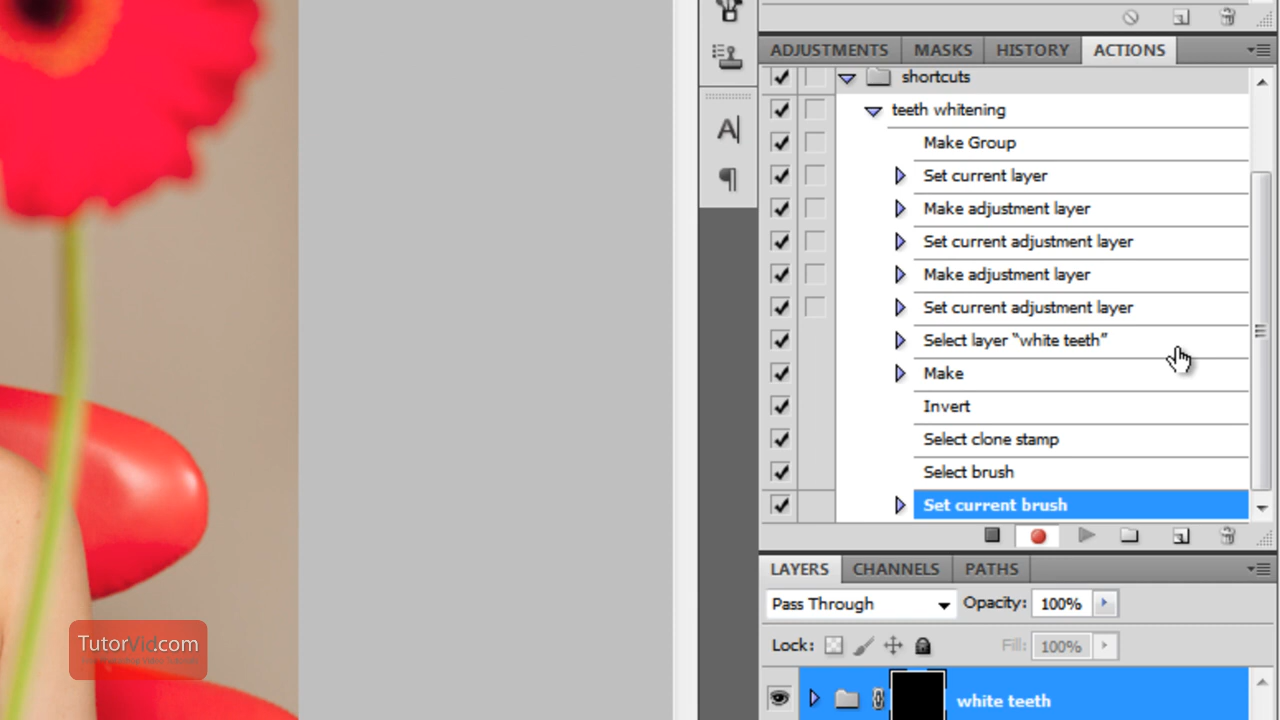 ADJUSTMENTS MASKS HISTORY ACTIONS
shortcuts
teeth whitening
Make Group
Set current layer
Make adjustment layer
Set current adjustment layer
Make adjustment layer
Set current adjustment layer
Select layer "white teeth"
Make
Invert
Select clone stamp
Select brush
Set current brush
LAYERS CHANNELS PATHS
Pass Through Opacity: 100%
Lock: Fill: 100%
white teeth
TutorVid.com